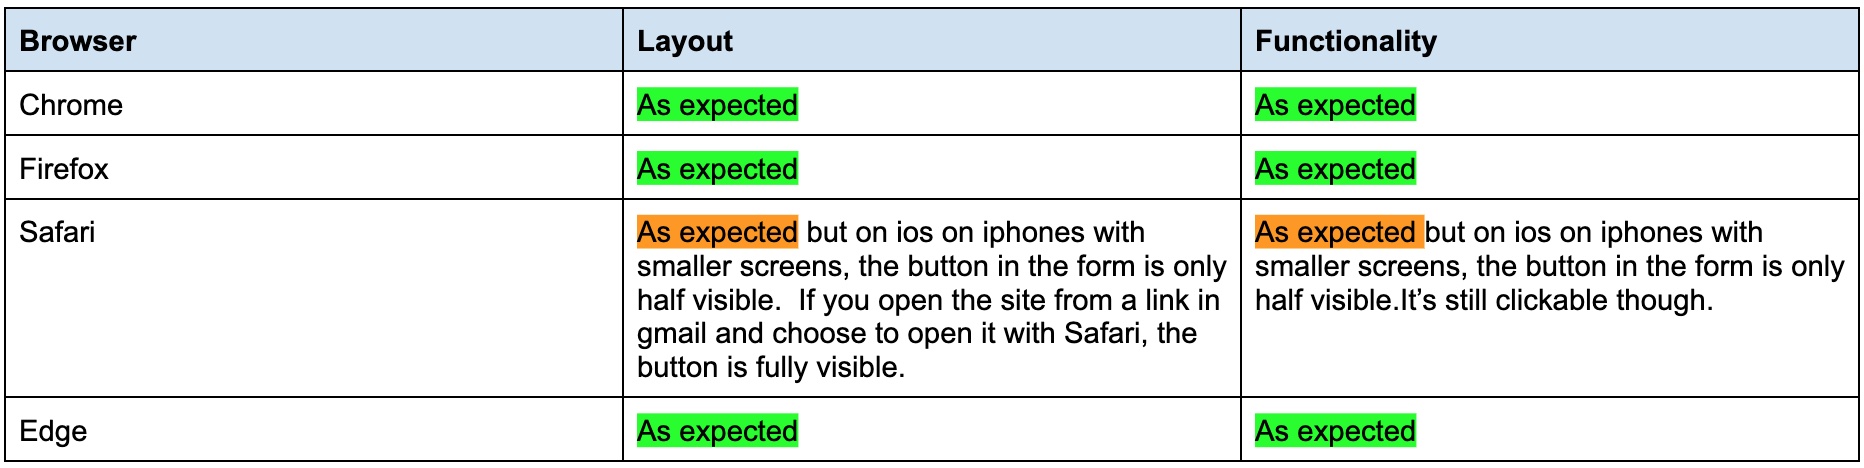 Browser Layout Functionality
Chrome As expected As expected
Firefox As expected As expected
Safari
As expected but on ios on iphones with
smaller screens, the button in the form is only
half visible.  If you open the site from a link in
gmail and choose to open it with Safari, the
button is fully visible.
As expected but on ios on iphones with
smaller screens, the button in the form is only
half visible.It’s still clickable though.
Edge As expected As expected